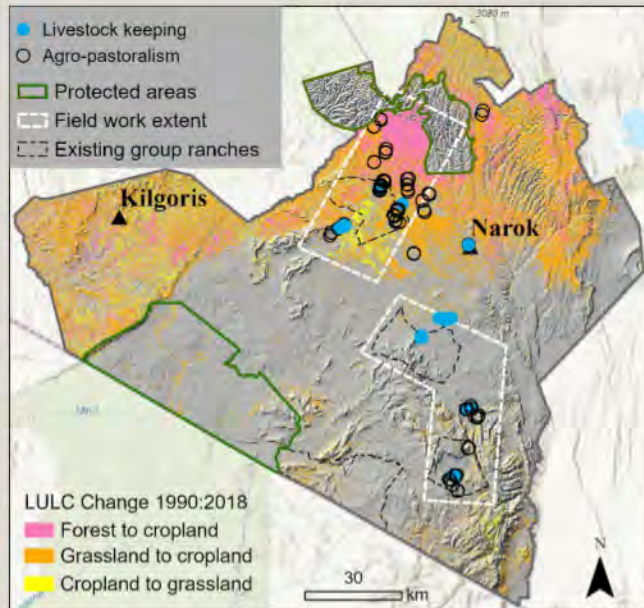 3080 m
Livestock keeping
Agro-pastoralism
Protected areas
Field work extent
Existing group ranches
Kilgoris
Narok
LULC Change 1990:2018
Forest to cropland
Grassland to cropland
Cropland to grassland
30
km
N